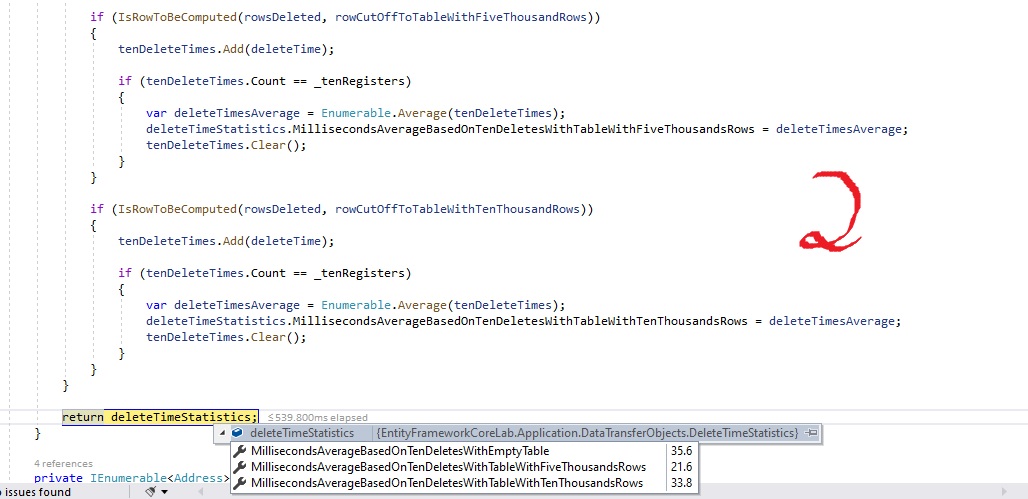 if (IsRowToBeComputed(rowsDeleted, rowCutOffToTableWithFiveThousandRows))
{
tenDeleteTimes.Add(deleteTime);
if (tenDeleteTimes.Count == _tenRegisters)
{
var deleteTimesAverage = Enumerable.Average(tenDeleteTimes);
deleteTimeStatistics.MillisecondsAverageBasedOnTenDeletesWithTableWithFiveThousandsRows = deleteTimesAverage;
tenDeleteTimes.Clear();
}
}
if (IsRowToBeComputed(rowsDeleted, rowCutOffToTableWithTenThousandRows))
{
tenDeleteTimes.Add(deleteTime);
if (tenDeleteTimes.Count == _tenRegisters)
{
var deleteTimesAverage = Enumerable.Average(tenDeleteTimes);
deleteTimeStatistics.MillisecondsAverageBasedOnTenDeletesWithTableWithTenThousandsRows = deleteTimesAverage;
tenDeleteTimes.Clear();
}
}
}
2
return deleteTimeStatistics; ≤539.800ms elapsed
}
deleteTimeStatistics {EntityFrameworkCoreLab.Application.DataTransferObjects.DeleteTimeStatistics}
MillisecondsAverageBasedOnTenDeletesWithEmptyTable 35.6
MillisecondsAverageBasedOnTenDeletesWithTableWithFiveThousandsRows 21.6
MillisecondsAverageBasedOnTenDeletesWithTableWithTenThousandsRows 33.8
4 references
private IEnumerable<Address>
issues found